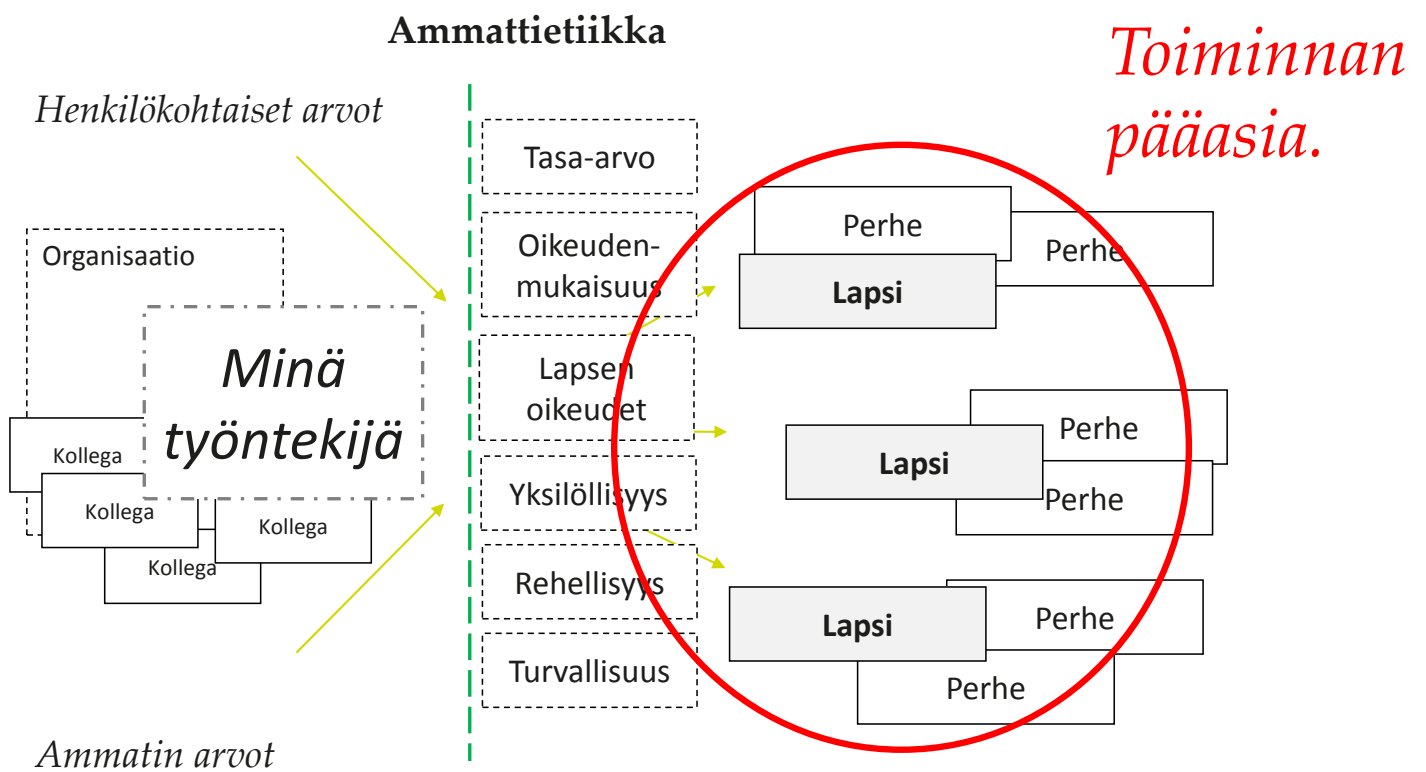 Ammattietiikka
Toiminnan
pääasia.
Henkilökohtaiset arvot
Organisaatio
Minä
työntekijä
Kollega
Kollega
Kollega
Kollega
Ammatin arvot
Tasa-arvo
Oikeuden-
mukaisuus
Lapsen
oikeudet
Yksilöllisyys
Rehellisyys
Turvallisuus
Perhe
Perhe
Lapsi
Perhe
Lapsi
Perhe
Lapsi
Perhe
Perhe